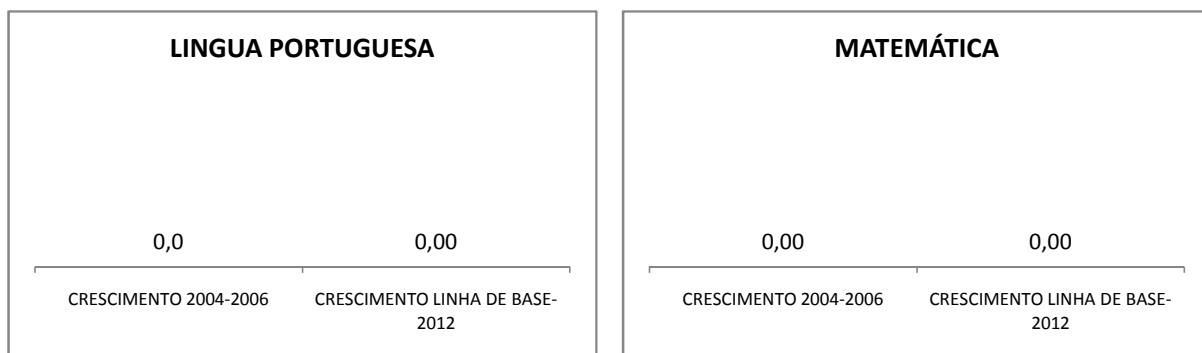 LINGUA PORTUGUESA
0,0 0,00
CRESCIMENTO 2004-2006 CRESCIMENTO LINHA DE BASE-
2012
MATEMÁTICA
0,00 0,00
CRESCIMENTO 2004-2006 CRESCIMENTO LINHA DE BASE-
2012